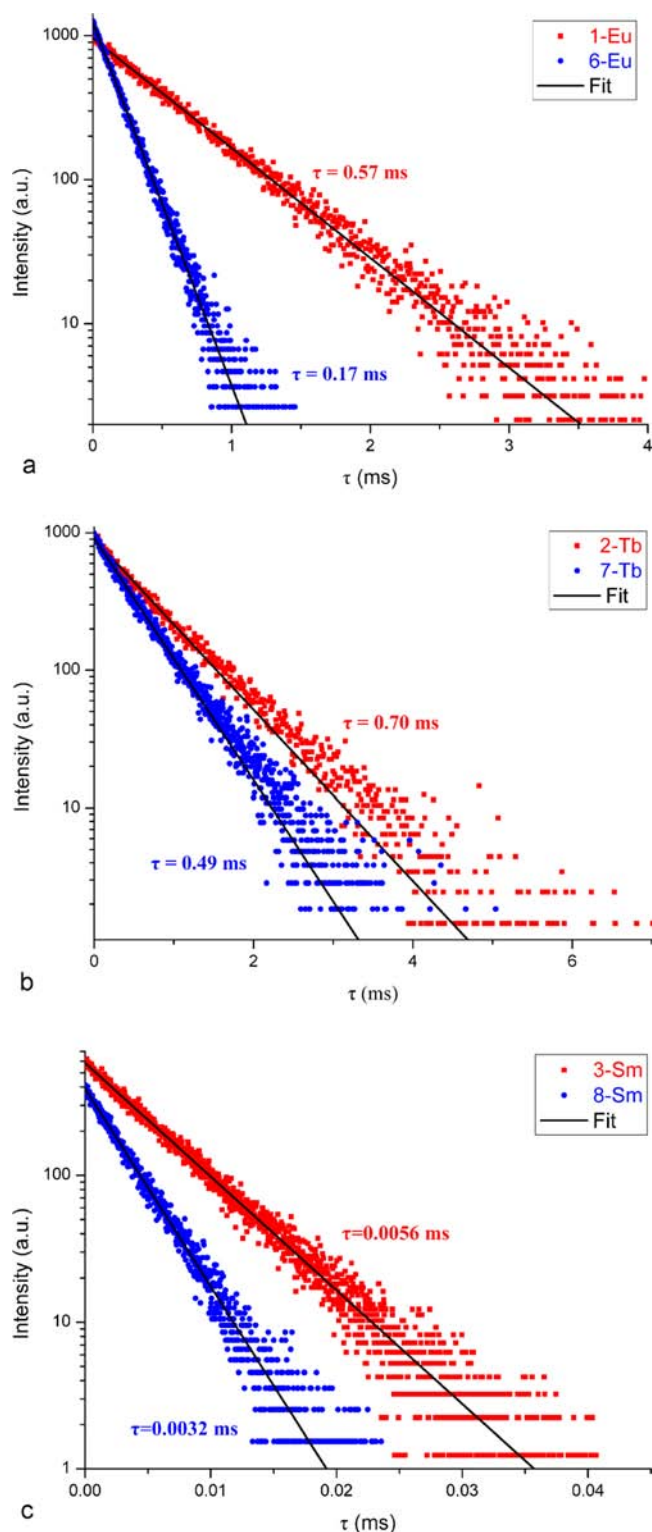 1-Eu
6-Eu
Fit
1000
100
10
Intensity (a.u.)
τ = 0.57 ms
τ = 0.17 ms
0 1 2 3 4
τ (ms)
a
2-Tb
7-Tb
Fit
1000
100
10
Intensity (a.u.)
τ = 0.70 ms
τ = 0.49 ms
0 2 4 6
τ (ms)
b
3-Sm
8-Sm
Fit
100
10
1
Intensity (a.u.)
τ=0.0056 ms
τ=0.0032 ms
0.00 0.01 0.02 0.03 0.04
τ (ms)
c